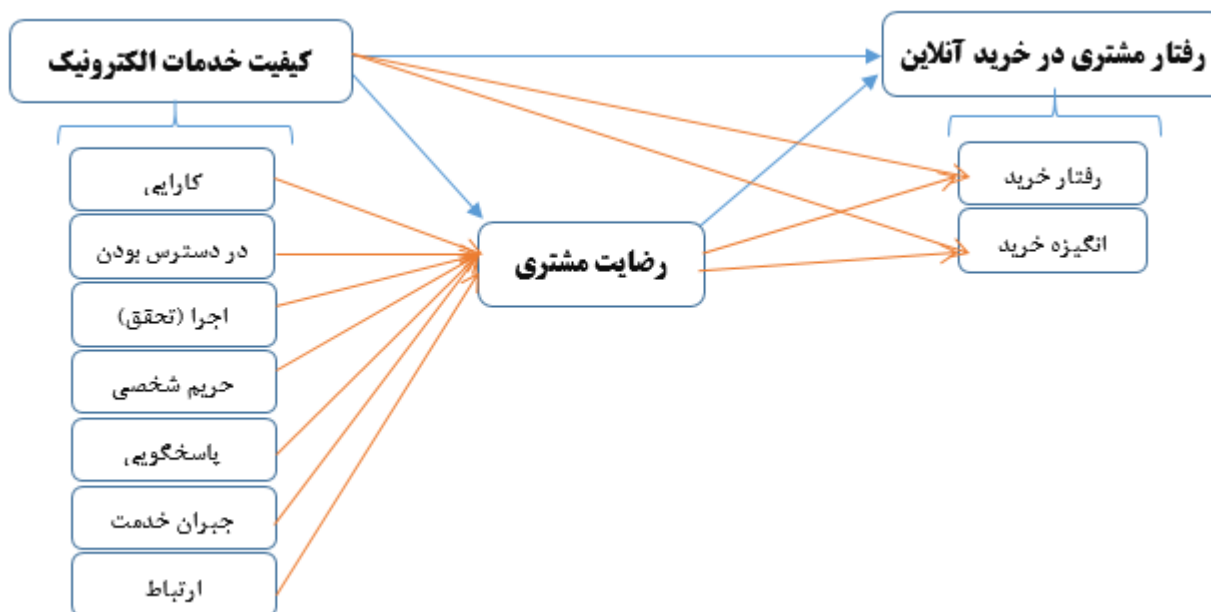 رفتار مشتری در خرید آنلاین
کیفیت خدمات الکترونیک
رفتار خرید
انگیزه خرید
رضایت مشتری
کارایی
در دسترس بودن
اجرا (تحقق)
حریم شخصی
پاسخگویی
جبران خدمت
ارتباط